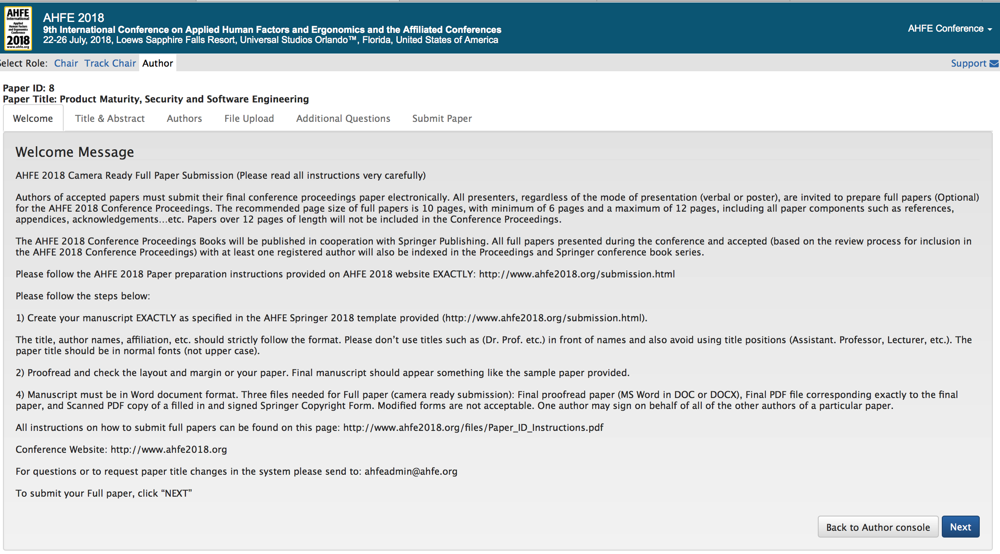 AHFE
International
Applied
Human Factors
and Ergonomics
Conference
2018
www.ahfe.org
AHFE 2018
9th International Conference on Applied Human Factors and Ergonomics and the Affiliated Conferences
22-26 July, 2018, Loews Sapphire Falls Resort, Universal Studios Orlando™, Florida, United States of America
AHFE Conference
Select Role: Chair Track Chair Author
Support
Paper ID: 8
Paper Title: Product Maturity, Security and Software Engineering
Welcome Title & Abstract Authors File Upload Additional Questions Submit Paper
Welcome Message
AHFE 2018 Camera Ready Full Paper Submission (Please read all instructions very carefully)
Authors of accepted papers must submit their final conference proceedings paper electronically. All presenters, regardless of the mode of presentation (verbal or poster), are invited to prepare full papers (Optional)
for the AHFE 2018 Conference Proceedings. The recommended page size of full papers is 10 pages, with minimum of 6 pages and a maximum of 12 pages, including all paper components such as references,
appendices, acknowledgements...etc. Papers over 12 pages of length will not be included in the Conference Proceedings.
The AHFE 2018 Conference Proceedings Books will be published in cooperation with Springer Publishing. All full papers presented during the conference and accepted (based on the review process for inclusion in
the AHFE 2018 Conference Proceedings) with at least one registered author will also be indexed in the Proceedings and Springer conference book series.
Please follow the AHFE 2018 Paper preparation instructions provided on AHFE 2018 website EXACTLY: http://www.ahfe2018.org/submission.html
Please follow the steps below:
1) Create your manuscript EXACTLY as specified in the AHFE Springer 2018 template provided (http://www.ahfe2018.org/submission.html).
The title, author names, affiliation, etc. should strictly follow the format. Please don’t use titles such as (Dr. Prof. etc.) in front of names and also avoid using title positions (Assistant. Professor, Lecturer, etc.). The
paper title should be in normal fonts (not upper case).
2) Proofread and check the layout and margin or your paper. Final manuscript should appear something like the sample paper provided.
4) Manuscript must be in Word document format. Three files needed for Full paper (camera ready submission): Final proofread paper (MS Word in DOC or DOCX), Final PDF file corresponding exactly to the final
paper, and Scanned PDF copy of a filled in and signed Springer Copyright Form. Modified forms are not acceptable. One author may sign on behalf of all of the other authors of a particular paper.
All instructions on how to submit full papers can be found on this page: http://www.ahfe2018.org/files/Paper_ID_Instructions.pdf
Conference Website: http://www.ahfe2018.org
For questions or to request paper title changes in the system please send to: ahfeadmin@ahfe.org
To submit your Full paper, click “NEXT”
Back to Author console Next